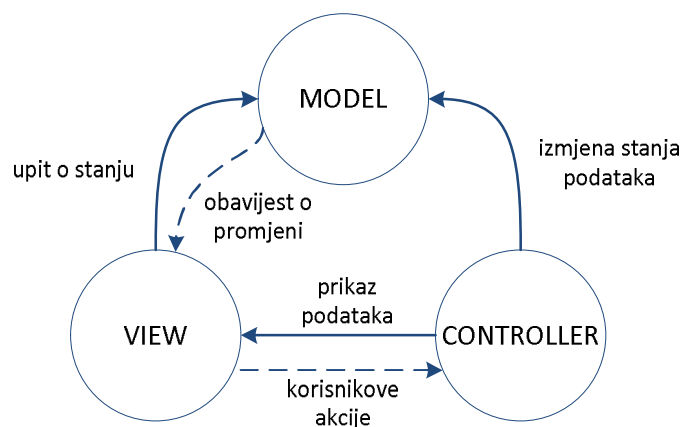 MODEL
izmjena stanja
podataka
upit o stanju
obavijest o
promjeni
prikaz
podataka
VIEW
CONTROLLER
korisnikove
akcije